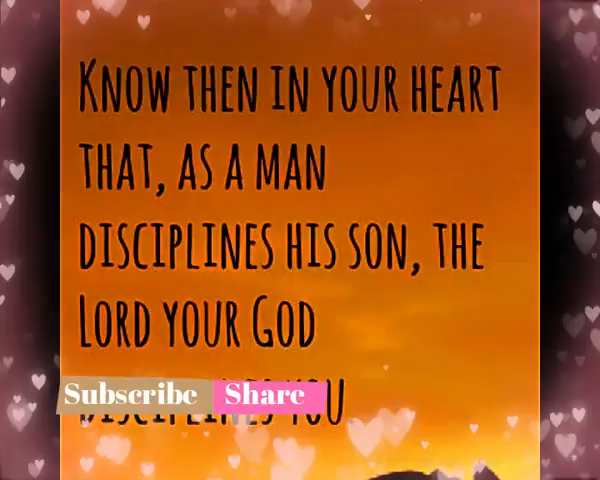 Know then in your heart
that, as a man
disciplines his son, the
Lord your God
disciplines you
Subscribe Share